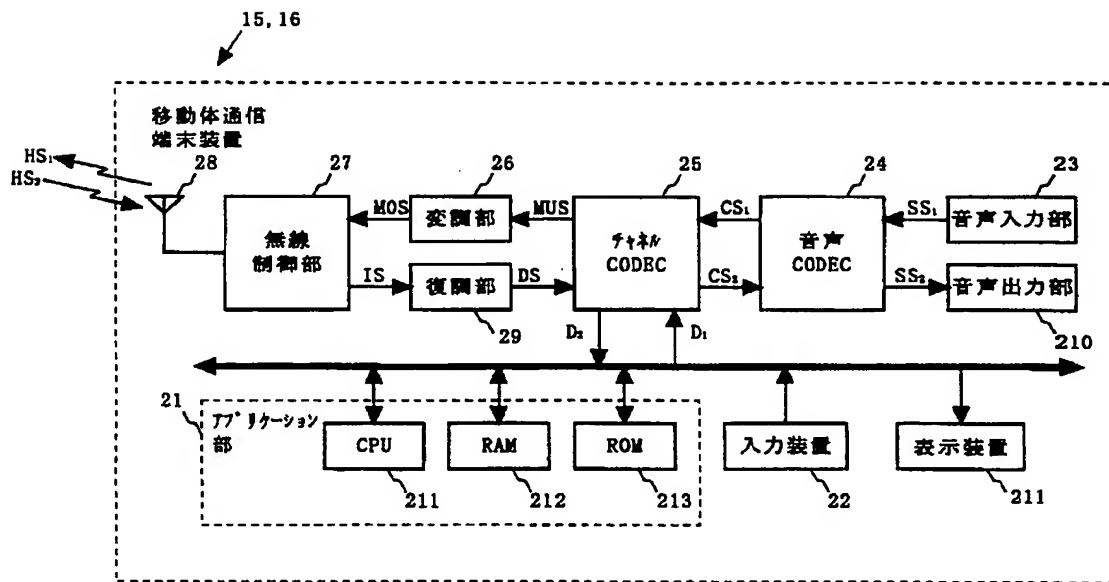 15, 16
移動体通信
端末装置
HS₁
HS₂
28
27
26
25
24
23
無線
制御部
MOS
変調部
MUS
チャネル
CODEC
CS₁
音声
CODEC
SS₁
音声入力部
IS
復調部
DS
CS₂
SS₂
音声出力部
29
D₂
D₁
210
21
アプリケーション
部
CPU
RAM
ROM
入力装置
表示装置
211
212
213
22
211